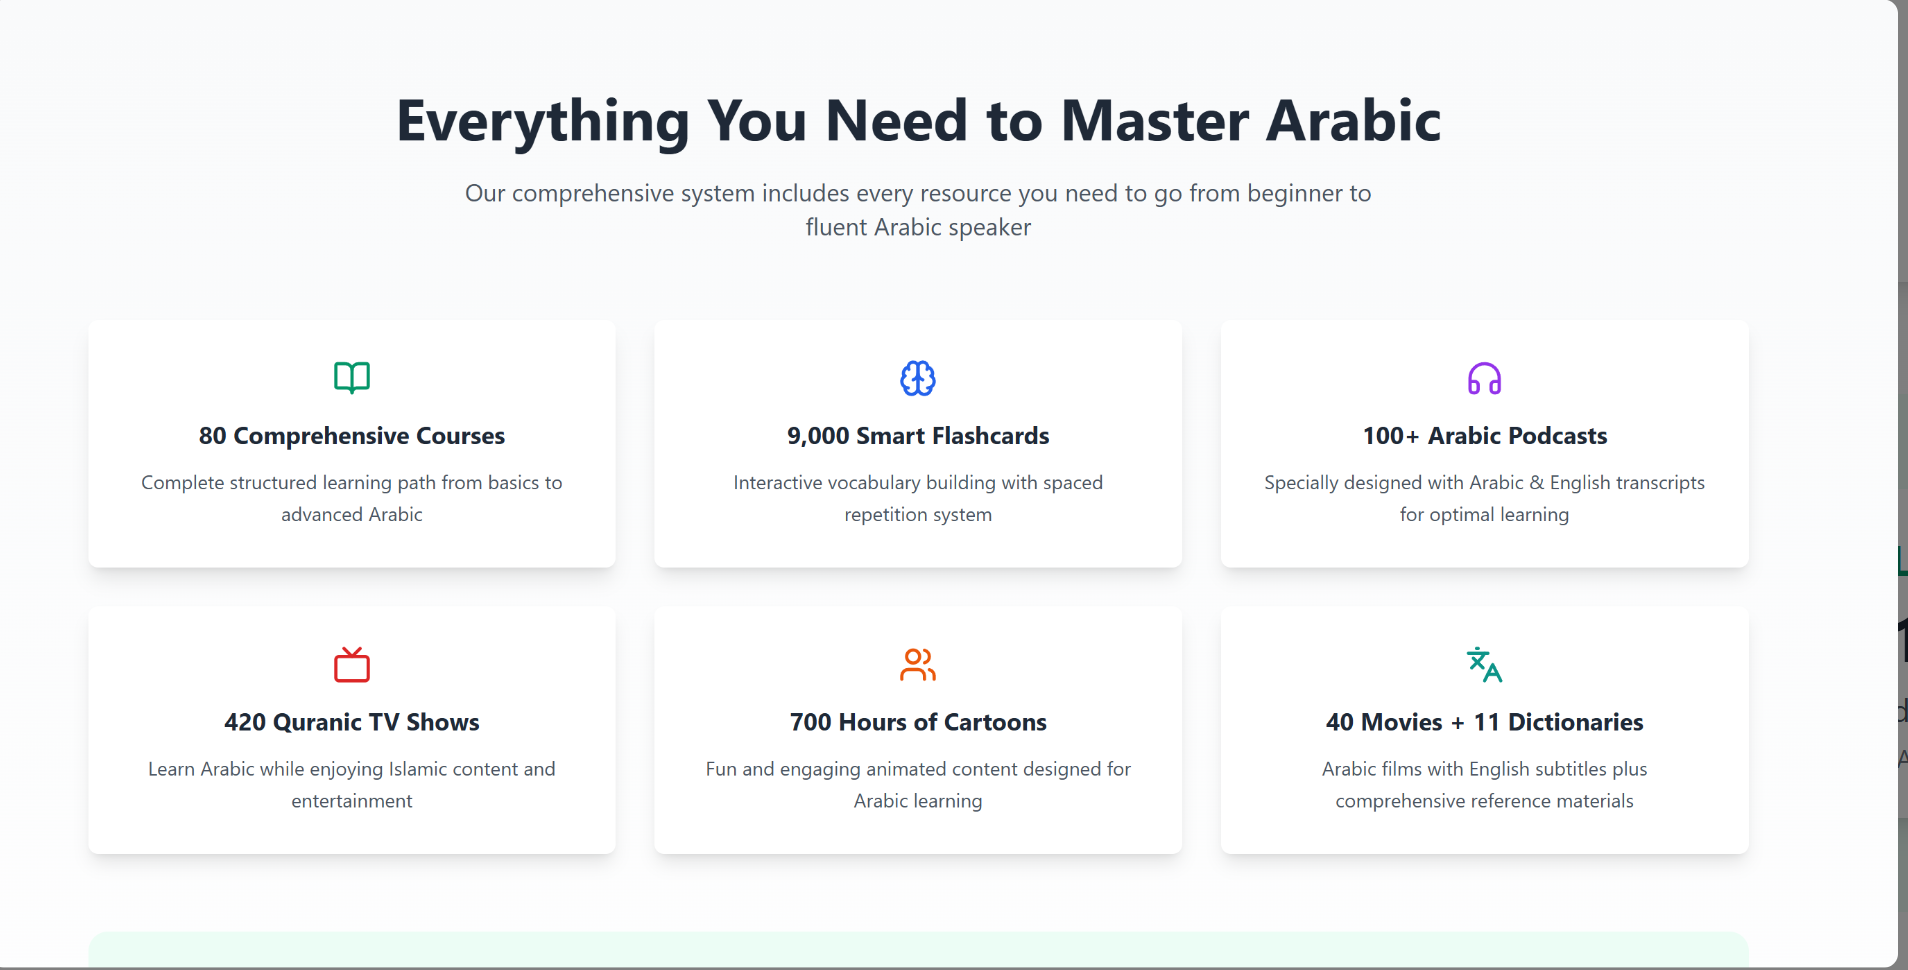 Everything You Need to Master Arabic
Our comprehensive system includes every resource you need to go from beginner to
fluent Arabic speaker
80 Comprehensive Courses
Complete structured learning path from basics to
advanced Arabic
9,000 Smart Flashcards
Interactive vocabulary building with spaced
repetition system
100+ Arabic Podcasts
Specially designed with Arabic & English transcripts
for optimal learning
420 Quranic TV Shows
Learn Arabic while enjoying Islamic content and
entertainment
700 Hours of Cartoons
Fun and engaging animated content designed for
Arabic learning
40 Movies + 11 Dictionaries
Arabic films with English subtitles plus
comprehensive reference materials